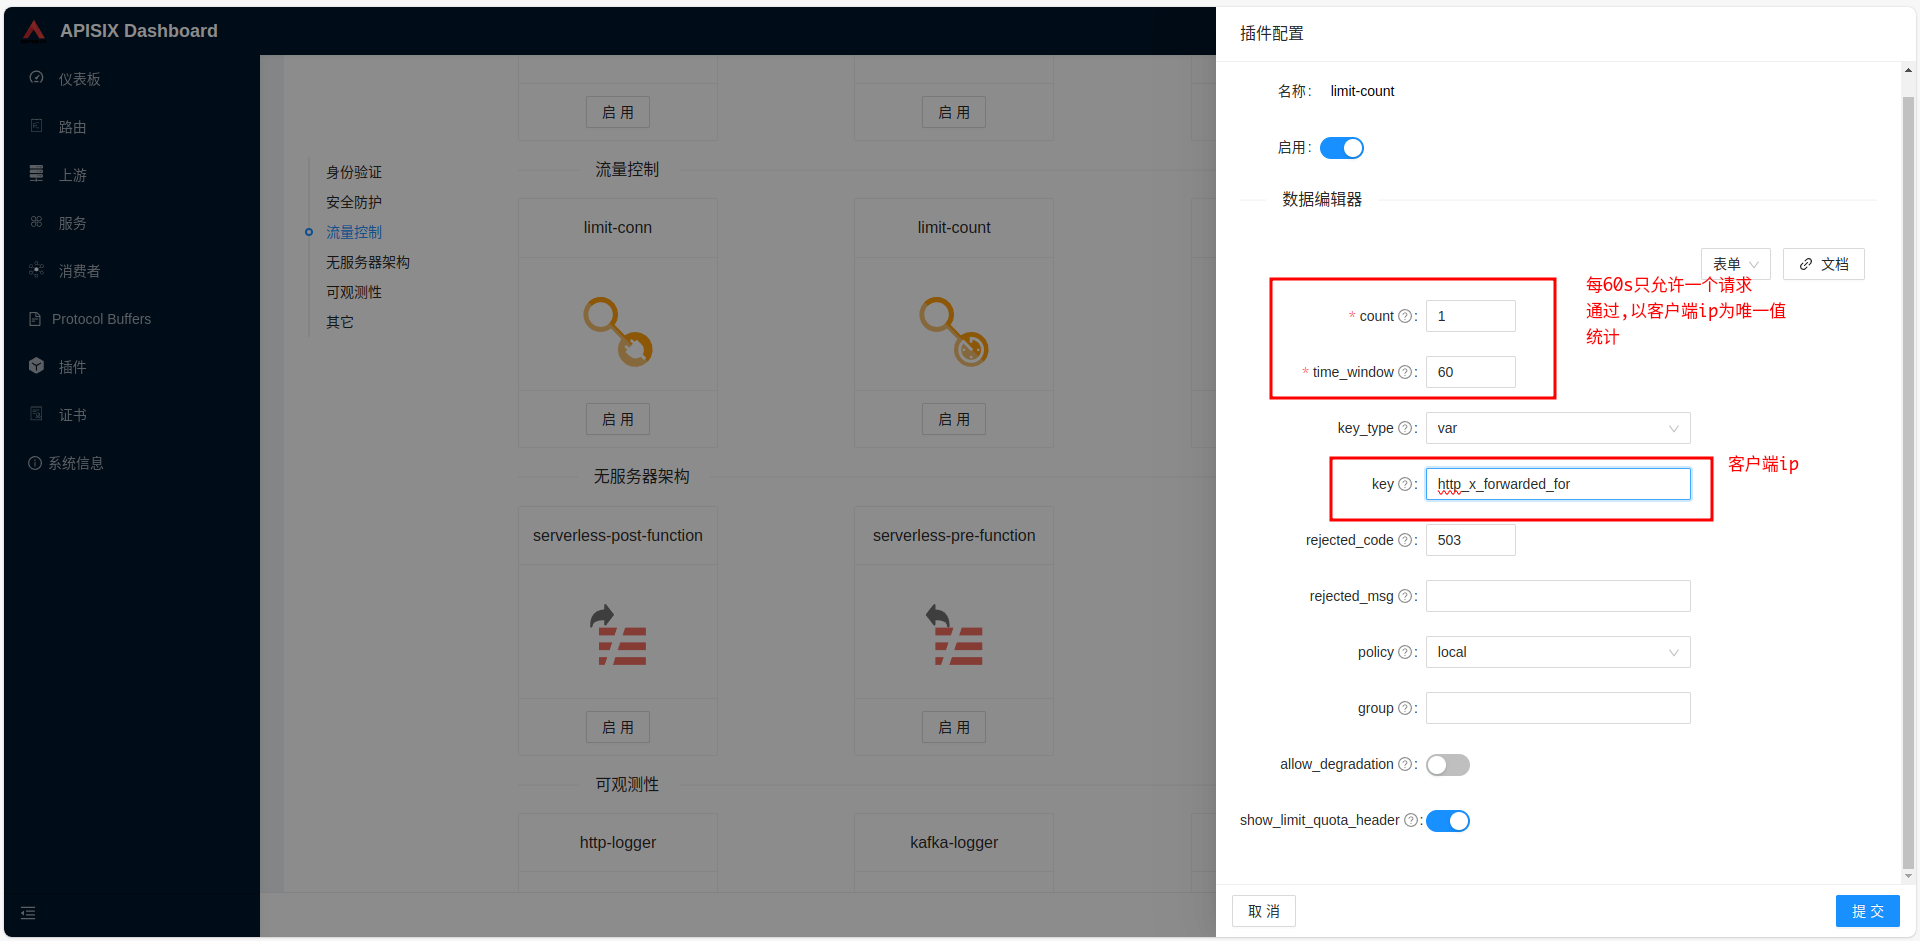 APISIX Dashboard
仪表板
路由
上游
服务
消费者
Protocol Buffers
插件
证书
系统信息
身份验证
安全防护
流量控制
无服务器架构
可观测性
其它
启 用
启 用
流量控制
limit-conn
limit-count
启 用
启 用
无服务器架构
serverless-post-function
serverless-pre-function
启 用
启 用
可观测性
http-logger
kafka-logger
插件配置
名称: limit-count
启用:
数据编辑器
表单
文档
每60s只允许一个请求
通过,以客户端ip为唯一值
统计
* count : 1
* time_window : 60
key_type : var
客户端ip
key : http_x_forwarded_for
rejected_code : 503
rejected_msg :
policy : local
group :
allow_degradation :
show_limit_quota_header :
取 消
提 交